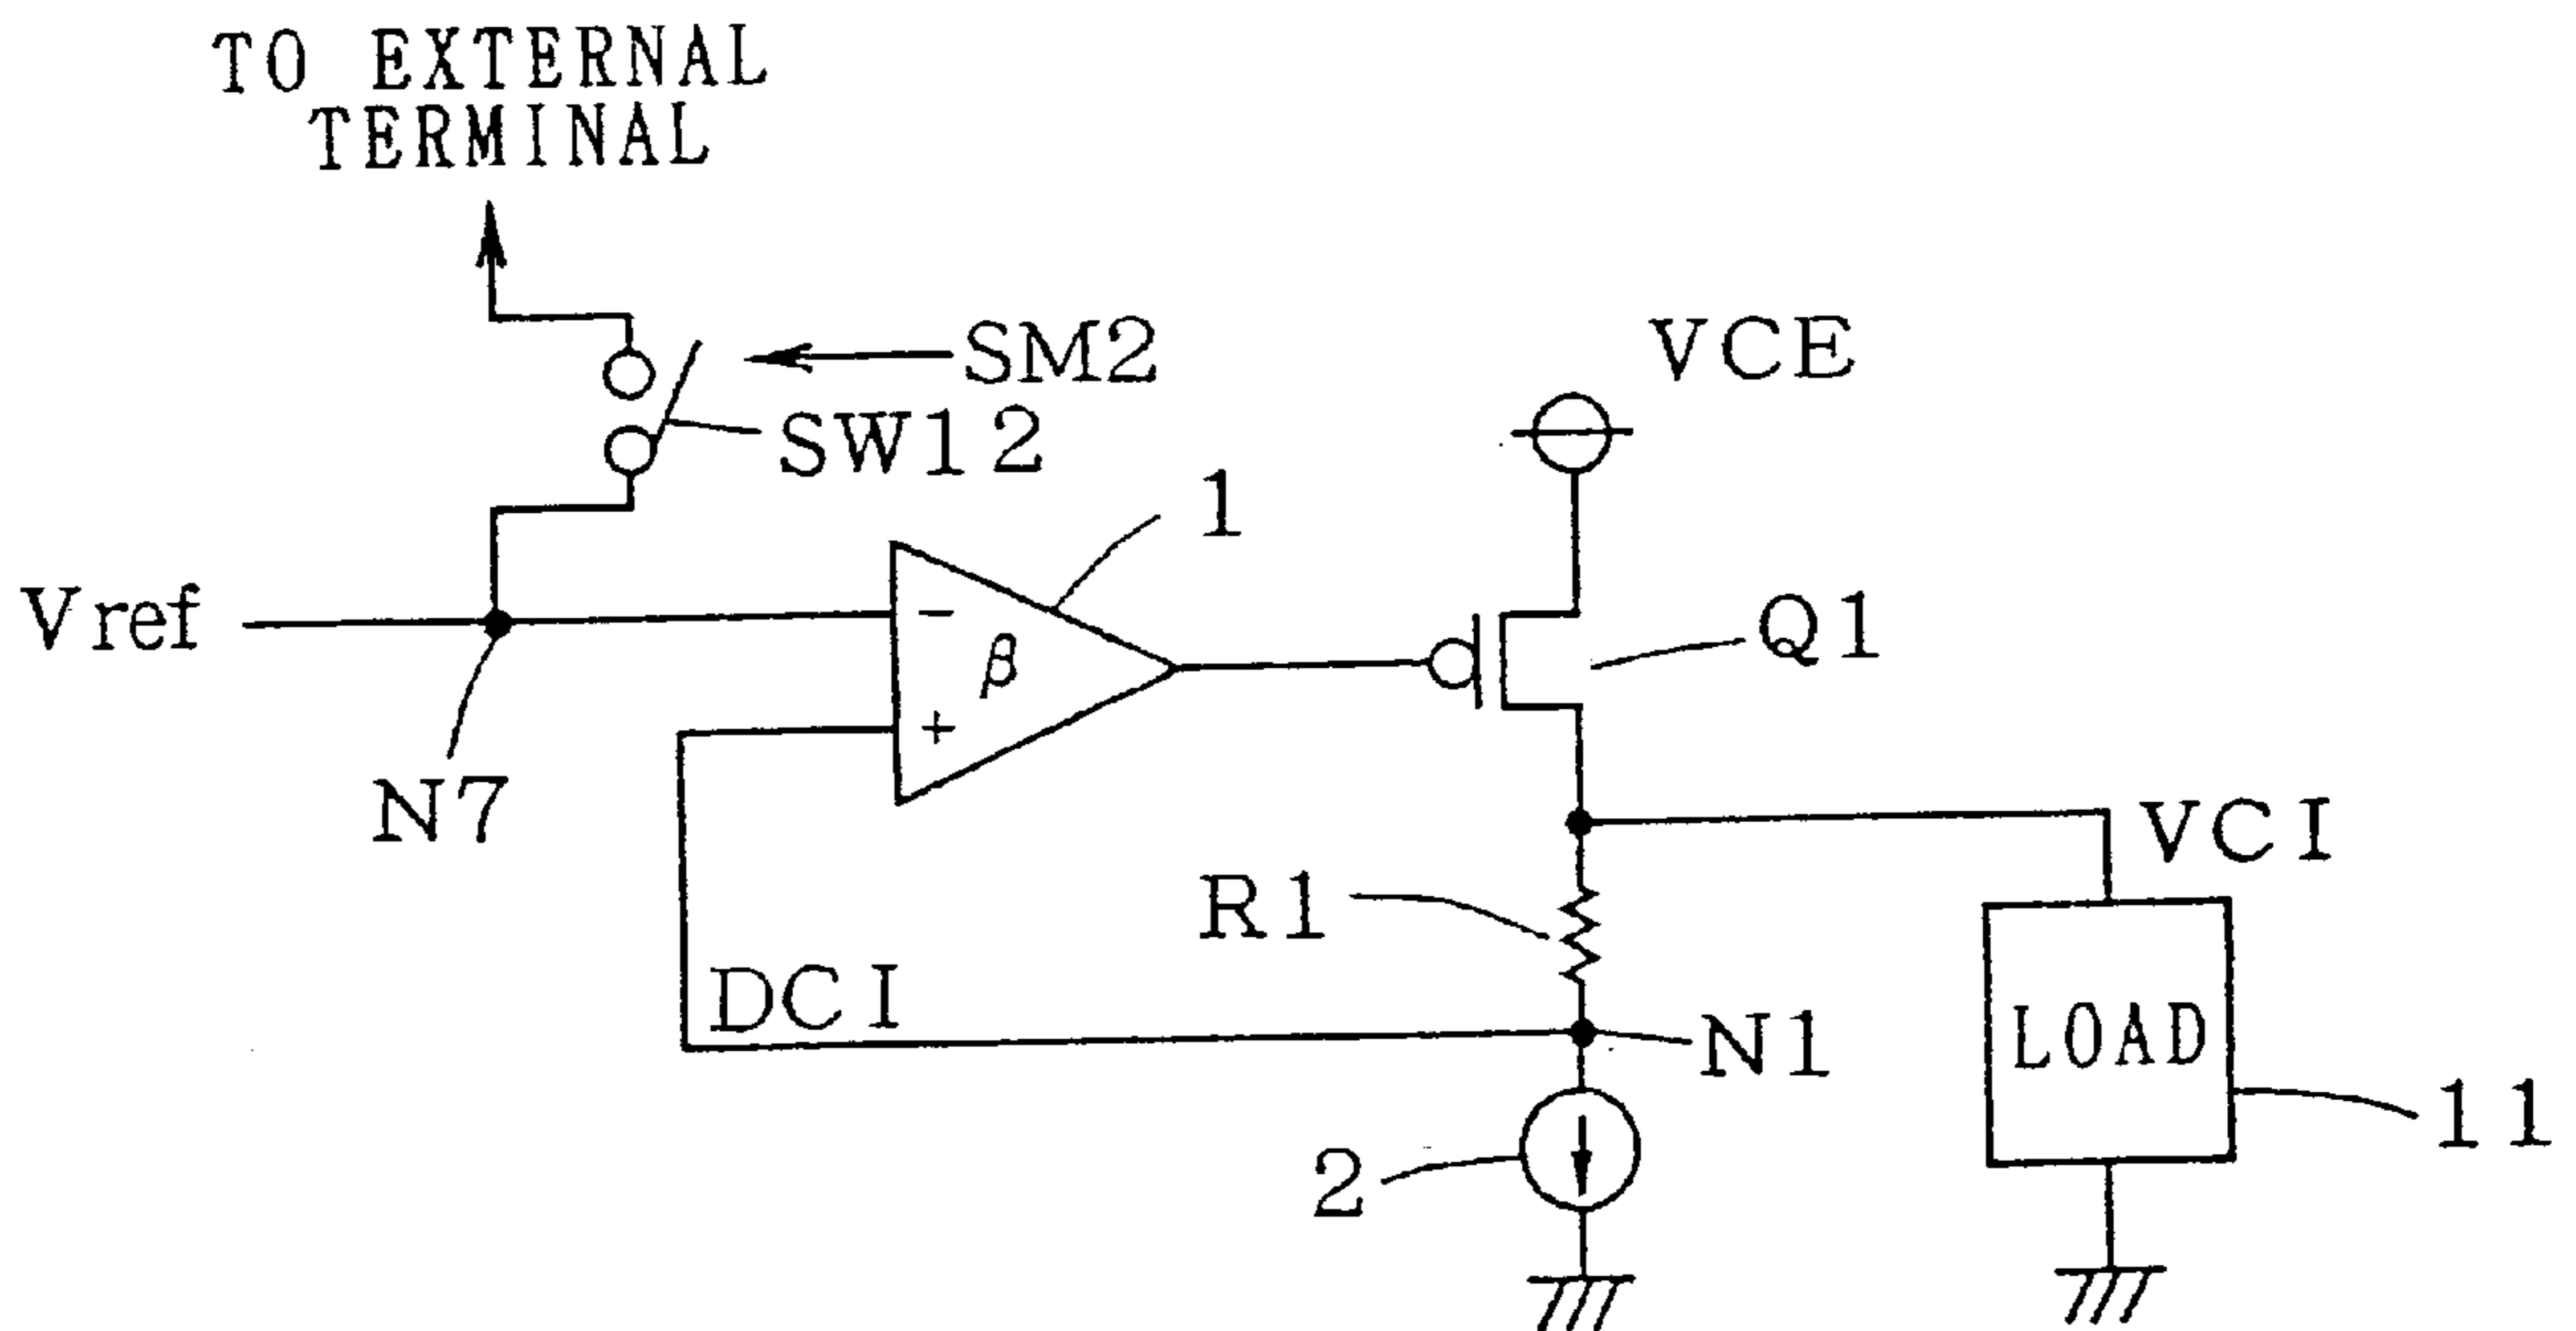 TO EXTERNAL
TERMINAL
SM2
SW12
VCE
1
Vref
−
β
+
Q1
N7
VCI
R1
DCI
LOAD
N1
11
2